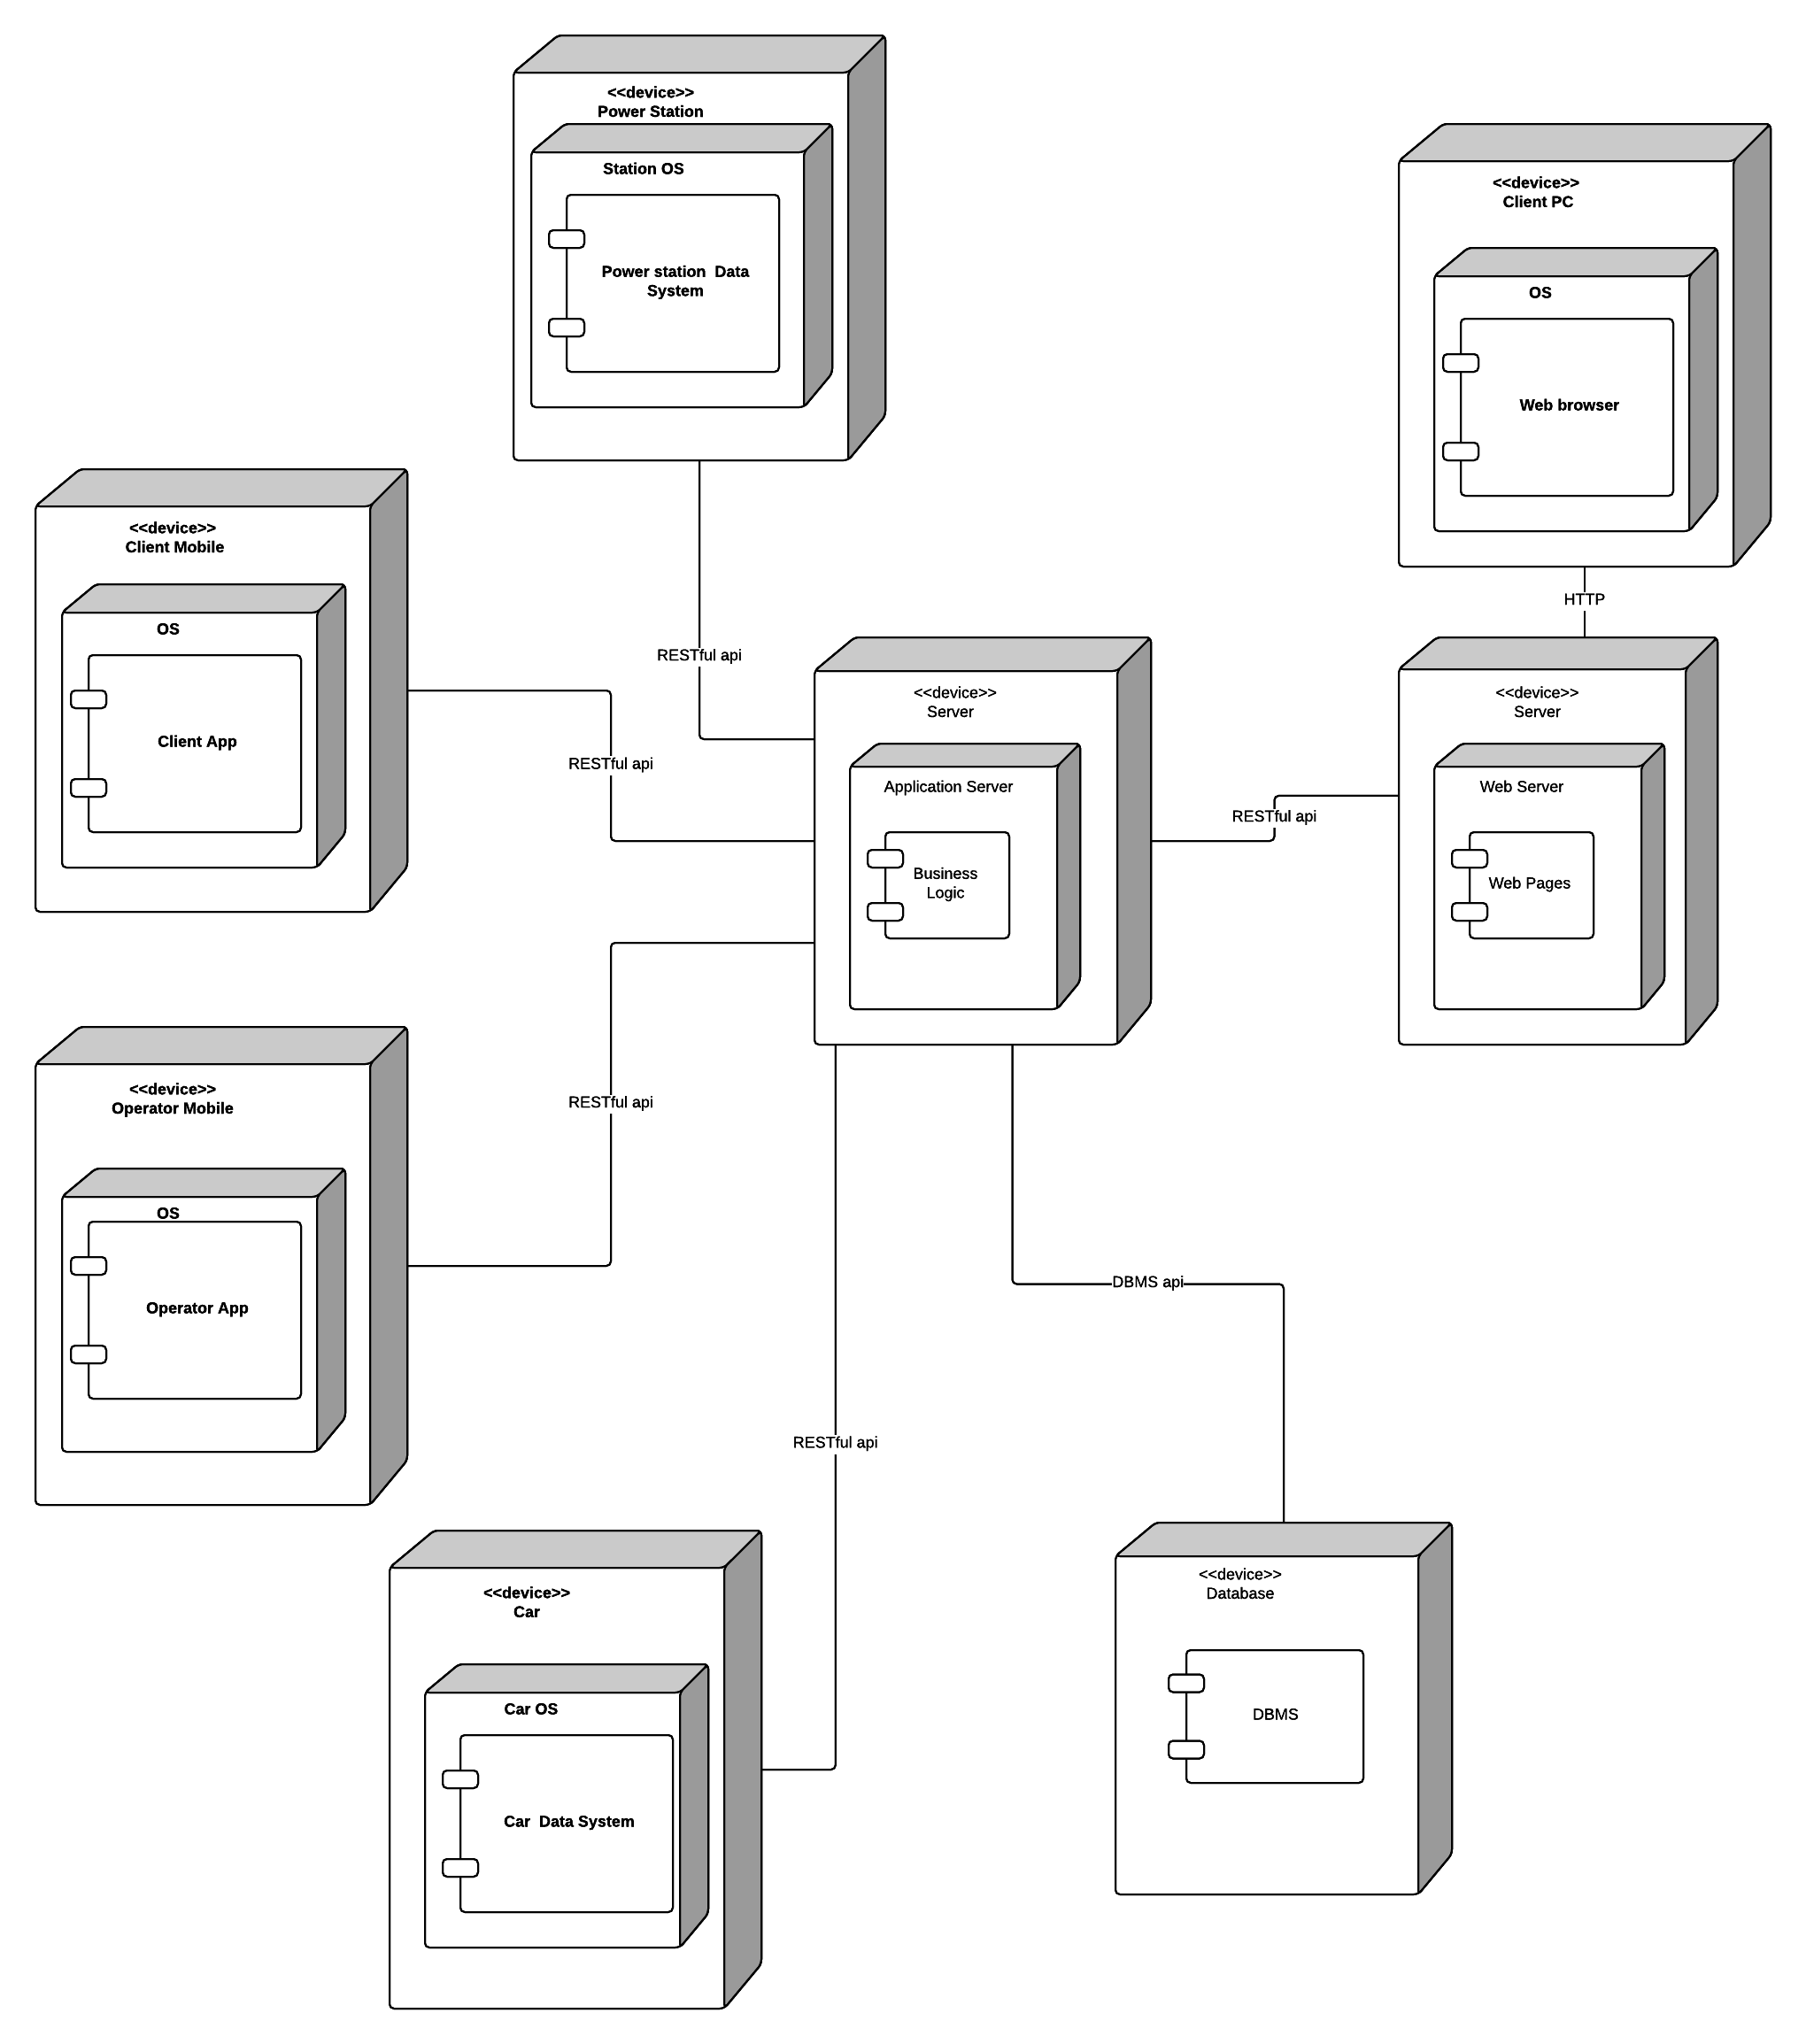 <<device>>
Power Station
Station OS
Power station  Data
System
<<device>>
Client PC
OS
Web browser
HTTP
<<device>>
Client Mobile
OS
Client App
RESTful api
RESTful api
<<device>>
Server
Application Server
Business
Logic
RESTful api
<<device>>
Server
Web Server
Web Pages
<<device>>
Operator Mobile
OS
Operator App
RESTful api
DBMS api
RESTful api
<<device>>
Car
Car OS
Car  Data System
<<device>>
Database
DBMS